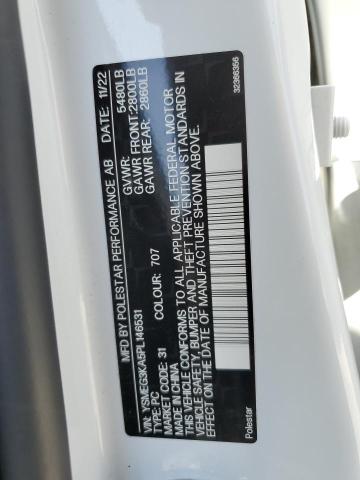 MFD BY POLESTAR PERFORMANCE AB DATE: 11/22
VIN: YSMEG3KA5PL146531 GVWR: 5480LB
TYPE: PC GAWR FRONT:2800LB
MARKET CODE: 31 COLOUR: 707 GAWR REAR: 2860LB
MADE IN CHINA
THIS VEHICLE CONFORMS TO ALL APPLICABLE FEDERAL MOTOR
VEHICLE SAFETY, BUMPER AND THEFT PREVENTION STANDARDS IN
EFFECT ON THE DATE OF MANUFACTURE SHOWN ABOVE.
Polestar 32366356